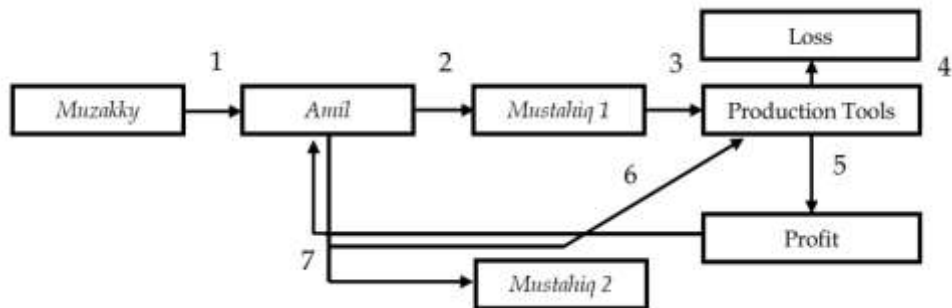 Loss
1
2
3
4
Muzakky
Amil
Mustahiq 1
Production Tools
6
5
7
Profit
Mustahiq 2